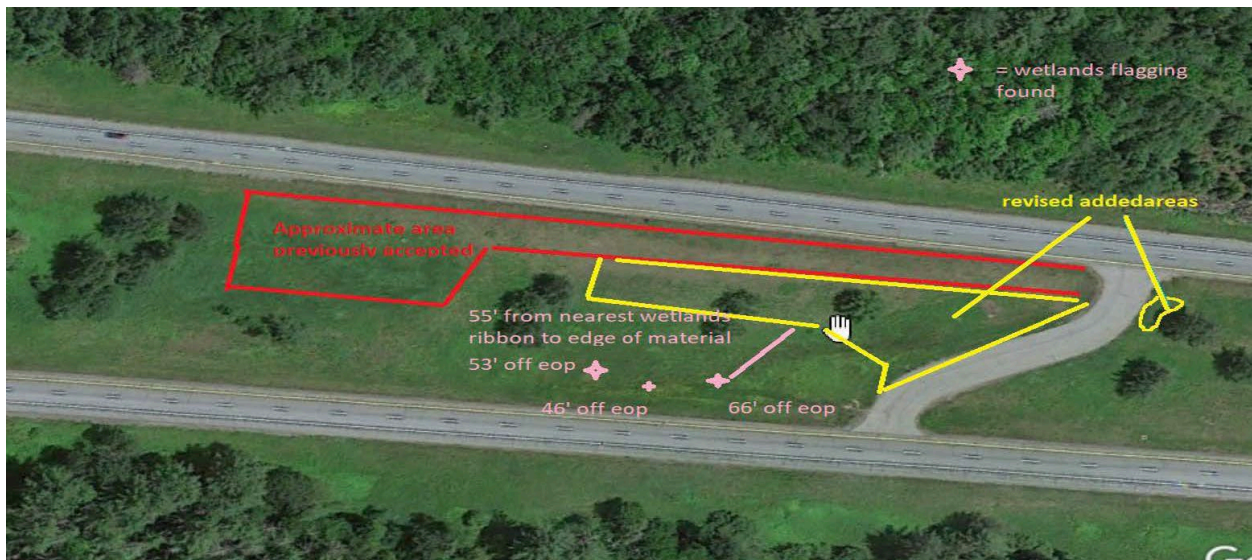 = wetlands flagging
found
revised addedareas
Approximate area
previously accepted
55' from nearest wetlands
ribbon to edge of material
53' off eop
46' off eop
66' off eop
G